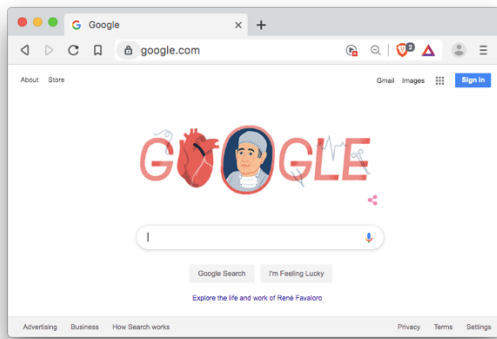 Google
google.com
2
About Store
Gmail Images
Sign in
GOOGLE
Google Search
I'm Feeling Lucky
Explore the life and work of René Favaloro
Advertising Business How Search works
Privacy Terms Settings